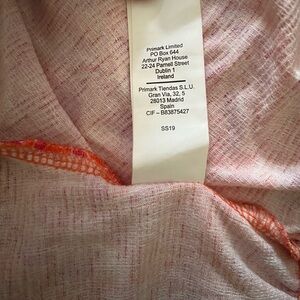 Primark Limited
PO Box 644
Arthur Ryan House
22-24 Parnell Street
Dublin 1
Ireland
Primark Tiendas S.L.U.
Gran Via, 32, 5
28013 Madrid
Spain
CIF – B83875427
SS19